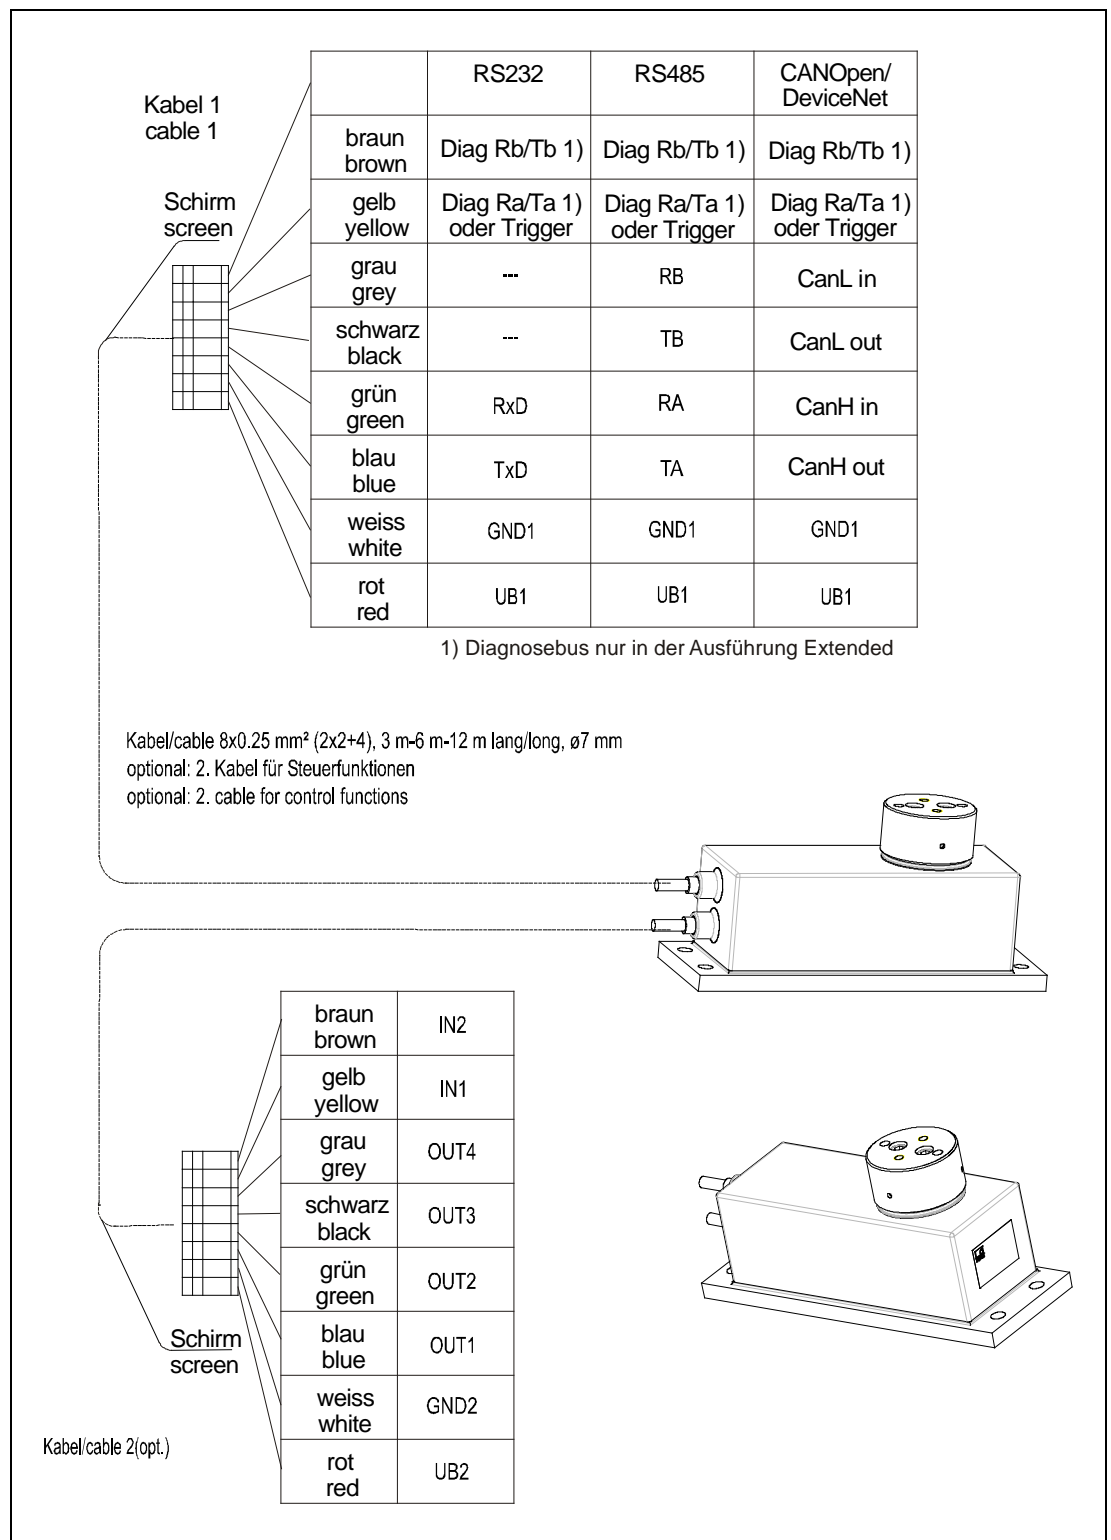 RS232 RS485 CANOpen/
DeviceNet
Kabel 1
cable 1
braun
brown
Diag Rb/Tb 1) Diag Rb/Tb 1) Diag Rb/Tb 1)
Schirm
screen
gelb
yellow
Diag Ra/Ta 1)
oder Trigger
Diag Ra/Ta 1)
oder Trigger
Diag Ra/Ta 1)
oder Trigger
grau
grey
--- RB CanL in
schwarz
black
--- TB CanL out
grün
green
RxD RA CanH in
blau
blue
TxD TA CanH out
weiss
white
GND1 GND1 GND1
rot
red
UB1 UB1 UB1
1) Diagnosebus nur in der Ausführung Extended
Kabel/cable 8x0.25 mm² (2x2+4), 3 m-6 m-12 m lang/long, ø7 mm
optional: 2. Kabel für Steuerfunktionen
optional: 2. cable for control functions
braun
brown
IN2
gelb
yellow
IN1
grau
grey
OUT4
schwarz
black
OUT3
grün
green
OUT2
blau
blue
OUT1
Schirm
screen
weiss
white
GND2
Kabel/cable 2(opt.)
rot
red
UB2